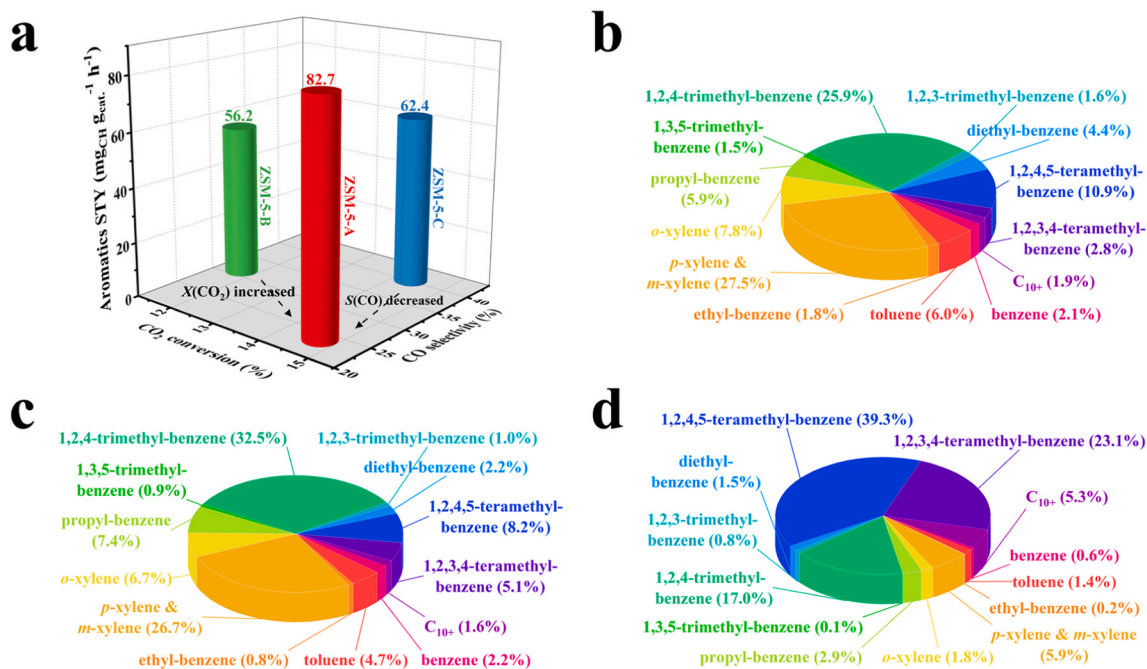 a
Aromatics STY (mg_CH g_cat.⁻¹ h⁻¹)
80
60
40
20
0
56.2
82.7
62.4
ZSM-5-B
ZSM-5-A
ZSM-5-C
X(CO₂) increased
S(CO) decreased
12
13
14
15
CO₂ conversion (%)
20
25
30
35
40
CO selectivity (%)
b
1,2,4-trimethyl-benzene (25.9%)
1,2,3-trimethyl-benzene (1.6%)
1,3,5-trimethyl-
benzene (1.5%)
diethyl-benzene (4.4%)
propyl-benzene
(5.9%)
1,2,4,5-teramethyl-
benzene (10.9%)
o-xylene (7.8%)
1,2,3,4-teramethyl-
benzene (2.8%)
p-xylene &
m-xylene (27.5%)
C₁₀₊ (1.9%)
ethyl-benzene (1.8%)
toluene (6.0%)
benzene (2.1%)
c
1,2,4-trimethyl-benzene (32.5%)
1,2,3-trimethyl-benzene (1.0%)
1,3,5-trimethyl-
benzene (0.9%)
diethyl-benzene (2.2%)
propyl-benzene
(7.4%)
1,2,4,5-teramethyl-
benzene (8.2%)
o-xylene (6.7%)
1,2,3,4-teramethyl-
benzene (5.1%)
p-xylene &
m-xylene (26.7%)
C₁₀₊ (1.6%)
ethyl-benzene (0.8%)
toluene (4.7%)
benzene (2.2%)
d
1,2,4,5-teramethyl-benzene (39.3%)
1,2,3,4-teramethyl-benzene (23.1%)
diethyl-
benzene (1.5%)
C₁₀₊ (5.3%)
1,2,3-trimethyl-
benzene (0.8%)
benzene (0.6%)
toluene (1.4%)
1,2,4-trimethyl-
benzene (17.0%)
ethyl-benzene (0.2%)
1,3,5-trimethyl-benzene (0.1%)
p-xylene & m-xylene
(5.9%)
propyl-benzene (2.9%)
o-xylene (1.8%)